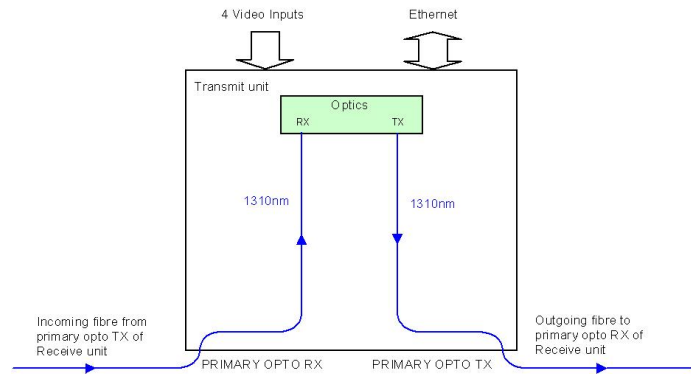 4 Video Inputs
Ethernet
Transmit unit
Optics
RX
TX
1310nm
1310nm
Incoming fibre from
primary opto TX of
Receive unit
Outgoing fibre to
primary opto RX of
Receive unit
PRIMARY OPTO RX
PRIMARY OPTO TX